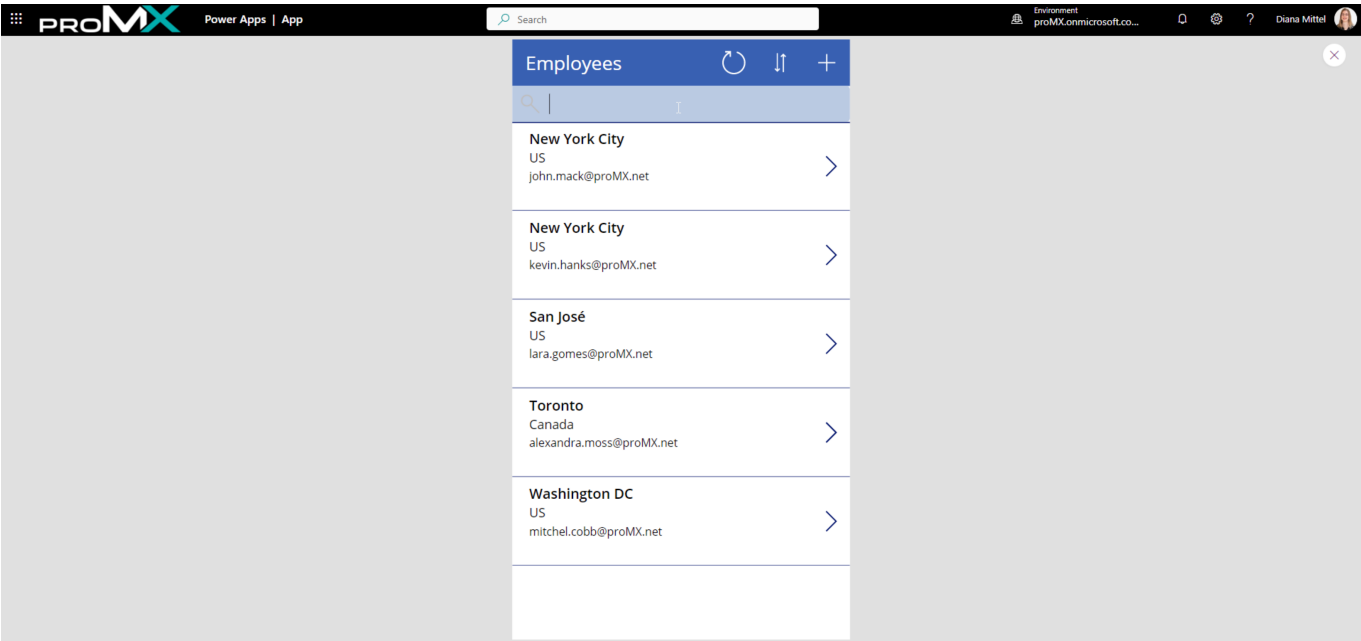 PROMX
Power Apps | App
Search
Environment
proMX.onmicrosoft.co...
?
Diana Mittel
Employees
New York City
US
john.mack@proMX.net
New York City
US
kevin.hanks@proMX.net
San José
US
lara.gomes@proMX.net
Toronto
Canada
alexandra.moss@proMX.net
Washington DC
US
mitchel.cobb@proMX.net